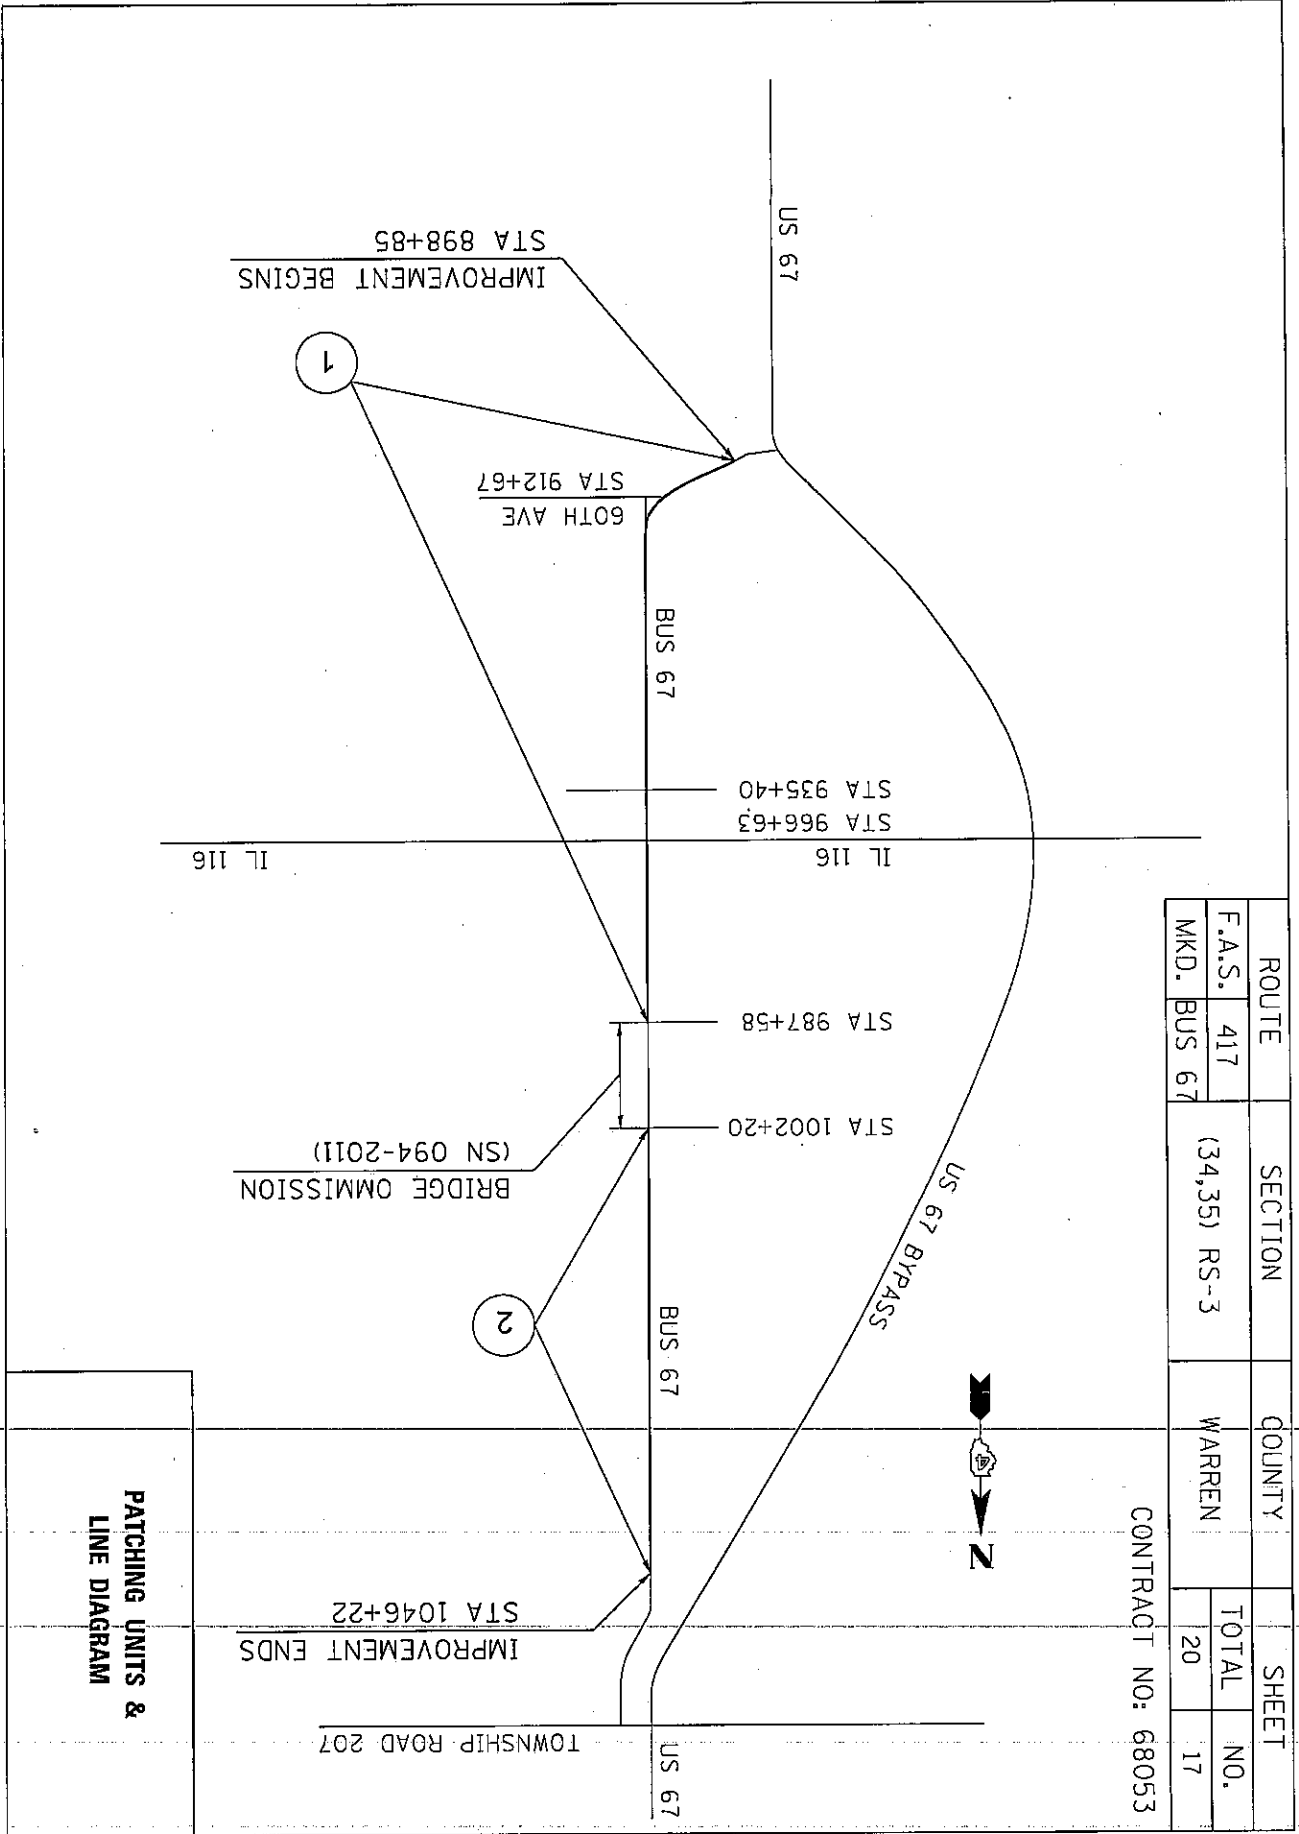 ROUTE
SECTION
COUNTY
SHEET
F.A.S. 417
MKD. BUS 67
(34,35) RS-3
WARREN
TOTAL
NO.
20
17
CONTRACT NO: 68053
US 67
IMPROVEMENT BEGINS
STA 898+85
1
60TH AVE
STA 912+67
BUS 67
STA 935+40
STA 966+63
IL 116
IL 116
STA 987+58
STA 1002+20
BRIDGE OMMISSION
(SN 094-2011)
US 67 BYPASS
2
BUS 67
4
N
IMPROVEMENT ENDS
STA 1046+22
TOWNSHIP ROAD 207
US 67
PATCHING UNITS &
LINE DIAGRAM